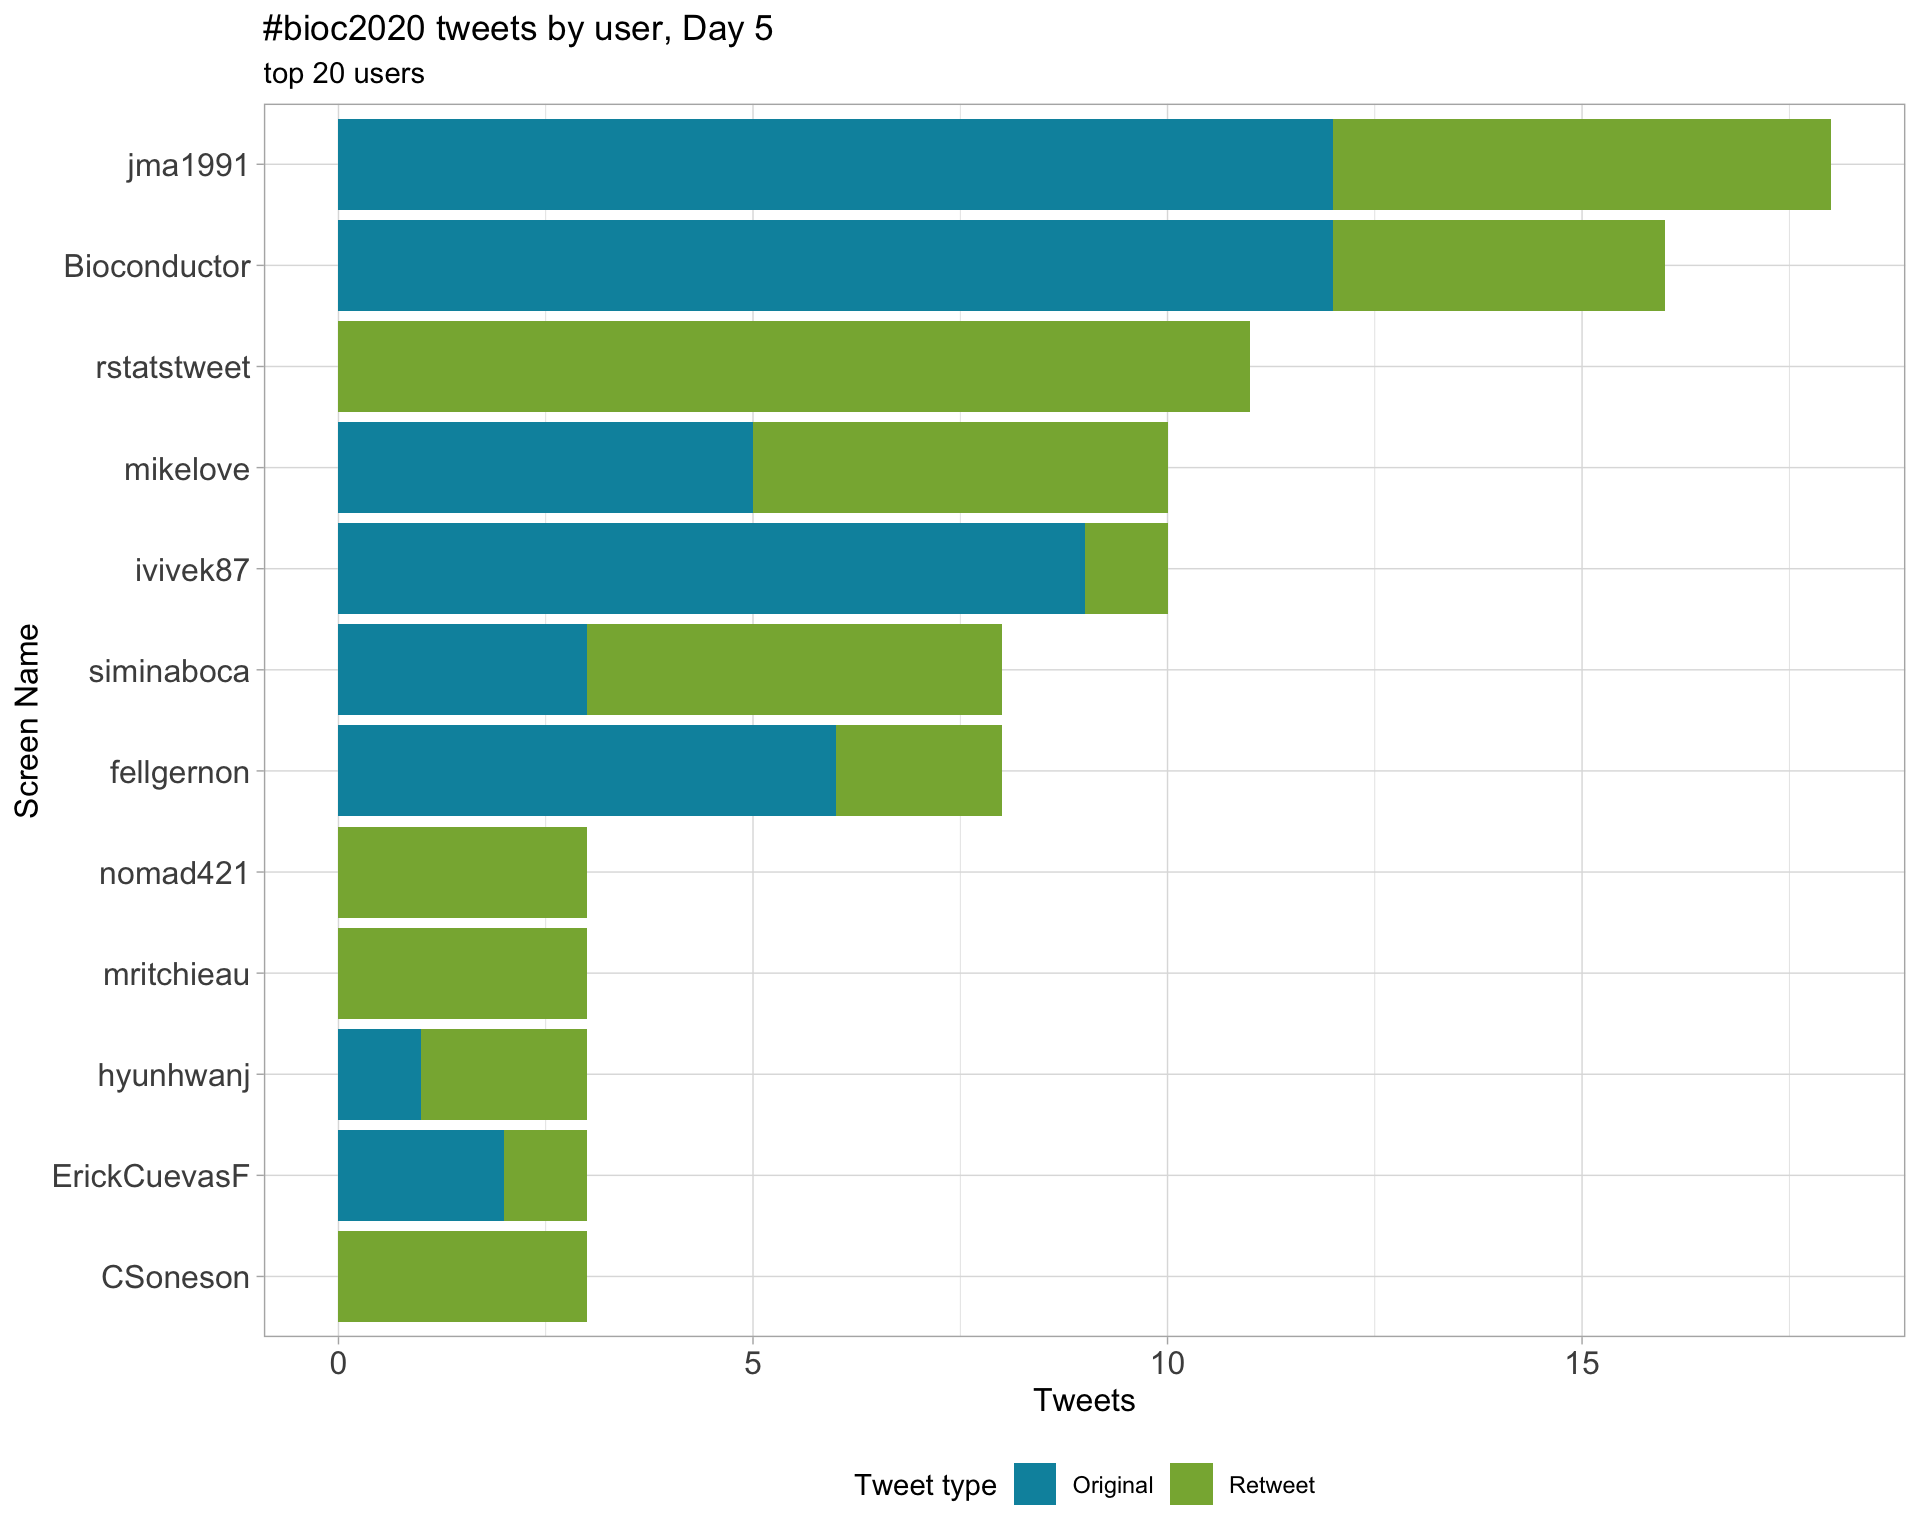 #bioc2020 tweets by user, Day 5
top 20 users
Screen Name
jma1991
Bioconductor
rstatstweet
mikelove
ivivek87
siminaboca
fellgernon
nomad421
mritchieau
hyunhwanj
ErickCuevasF
CSoneson
0 5 10 15
Tweets
Tweet type Original Retweet